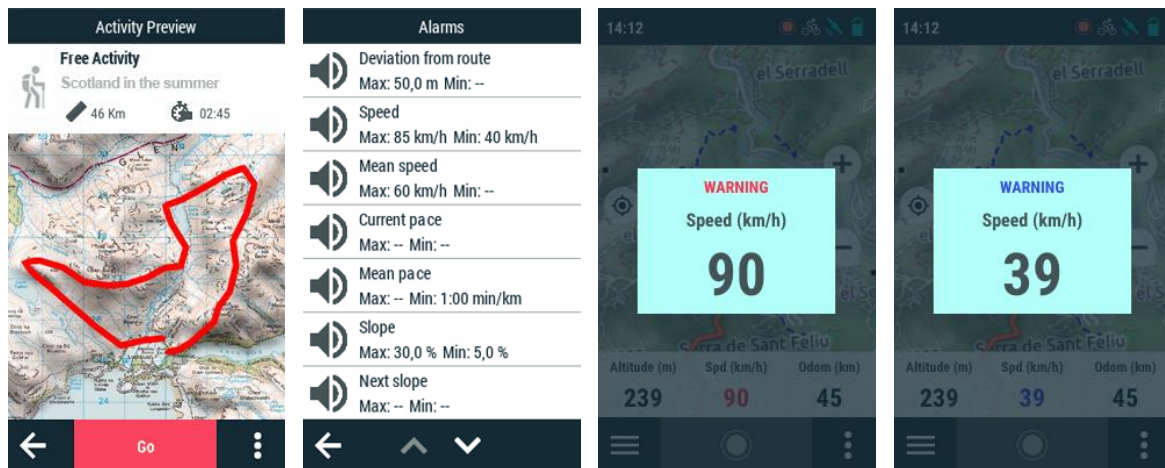 Activity Preview
Free Activity
Scotland in the summer
46 Km 02:45
G L E N
24
Go
Alarms
Deviation from route
Max: 50,0 m Min: --
Speed
Max: 85 km/h Min: 40 km/h
Mean speed
Max: 60 km/h Min: --
Current pace
Max: -- Min: --
Mean pace
Max: -- Min: 1:00 min/km
Slope
Max: 30,0 % Min: 5,0 %
Next slope
Max: -- Min: --
14:12
el Serradell
WARNING
Speed (km/h)
90
Serra de Sant Feliu
Altitude (m) Spd (km/h) Odom (km)
239 90 45
14:12
el Serradell
WARNING
Speed (km/h)
39
Serra de Sant Feliu
Altitude (m) Spd (km/h) Odom (km)
239 39 45